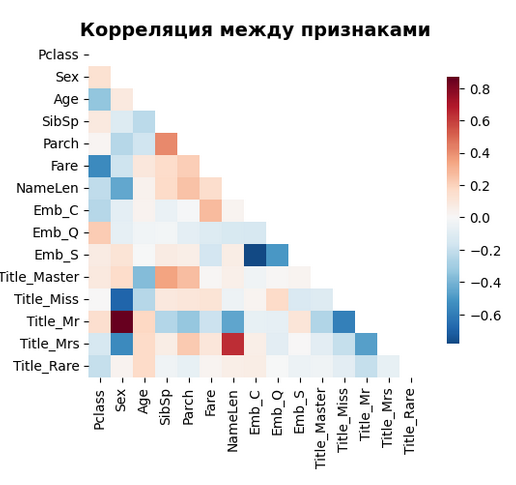 Корреляция между признаками
Pclass
Sex
Age
SibSp
Parch
Fare
NameLen
Emb_C
Emb_Q
Emb_S
Title_Master
Title_Miss
Title_Mr
Title_Mrs
Title_Rare
Pclass
Sex
Age
SibSp
Parch
Fare
NameLen
Emb_C
Emb_Q
Emb_S
Title_Master
Title_Miss
Title_Mr
Title_Mrs
Title_Rare
0.8
0.6
0.4
0.2
0.0
−0.2
−0.4
−0.6